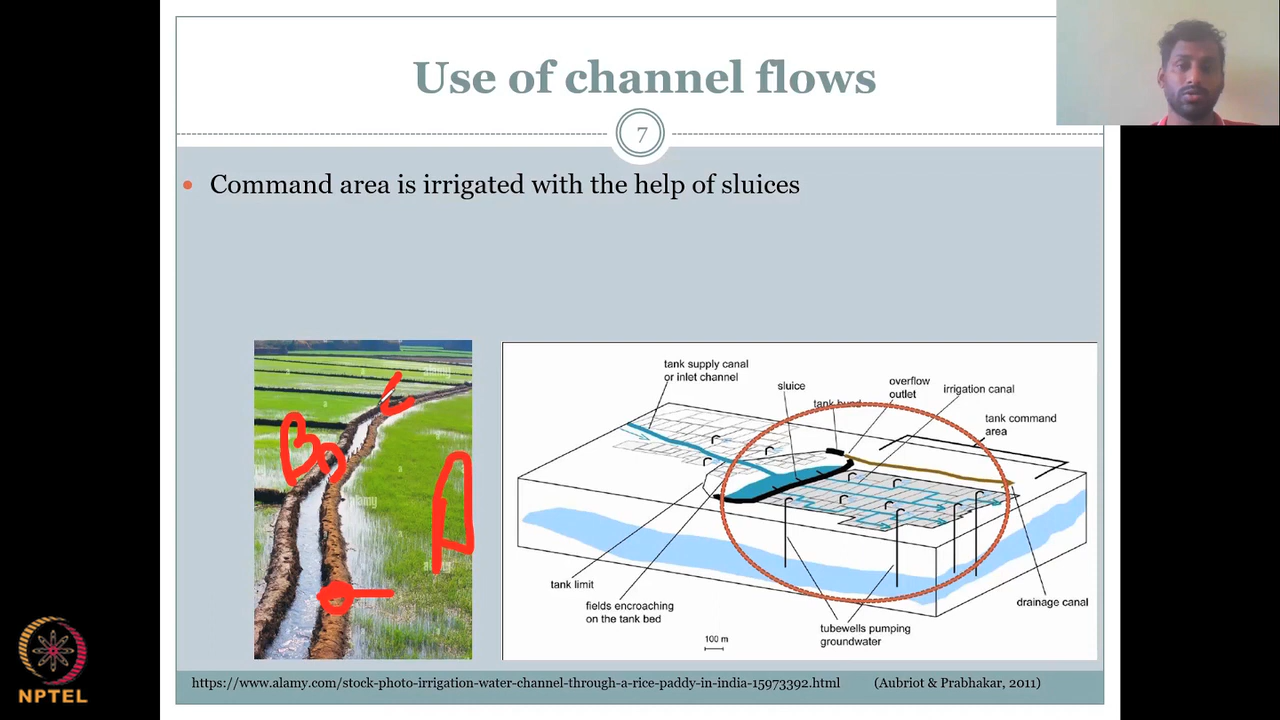 Use of channel flows
7
• Command area is irrigated with the help of sluices
tank supply canal
or inlet channel
sluice
tank bund
overflow
outlet
irrigation canal
tank command
area
B
A
alamy
tank limit
fields encroaching
on the tank bed
100 m
tubewells pumping
groundwater
drainage canal
https://www.alamy.com/stock-photo-irrigation-water-channel-through-a-rice-paddy-in-india-15973392.html (Aubriot & Prabhakar, 2011)
NPTEL